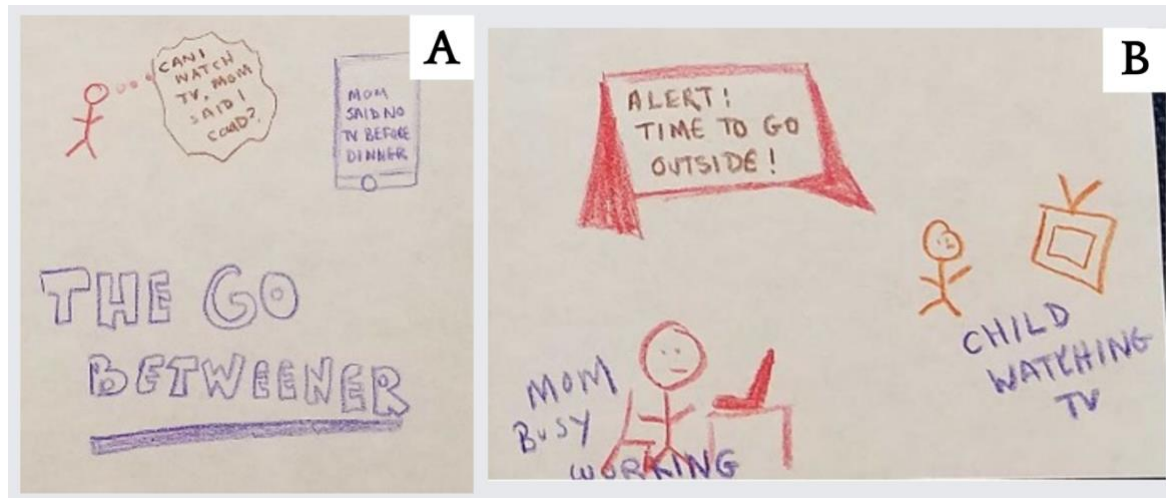 A
CAN I
WATCH
TV, MOM
SAID I
COULD?
MOM
SAID NO
TV BEFORE
DINNER
THE GO
BETWEENER
B
ALERT!
TIME TO GO
OUTSIDE!
CHILD
WATCHING
TV
MOM
BUSY
WORKING